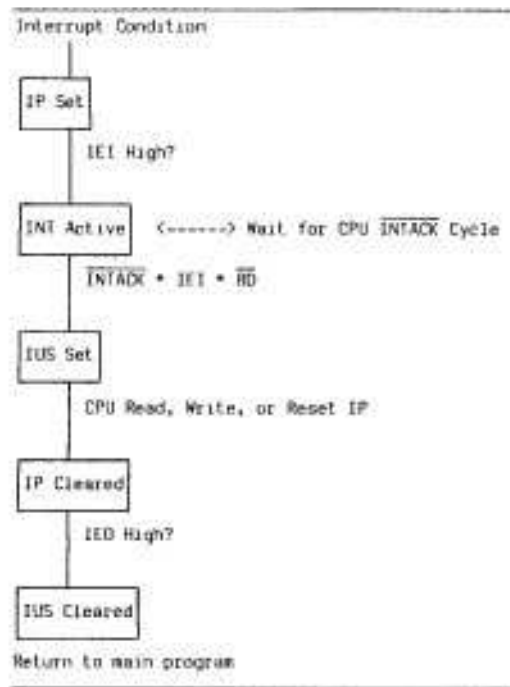 Interrupt Condition
IP Set
IEI High?
INT Active <------> Wait for CPU INTACK Cycle
INTACK * IEI * RD
IUS Set
CPU Read, Write, or Reset IP
IP Cleared
IEO High?
IUS Cleared
Return to main program